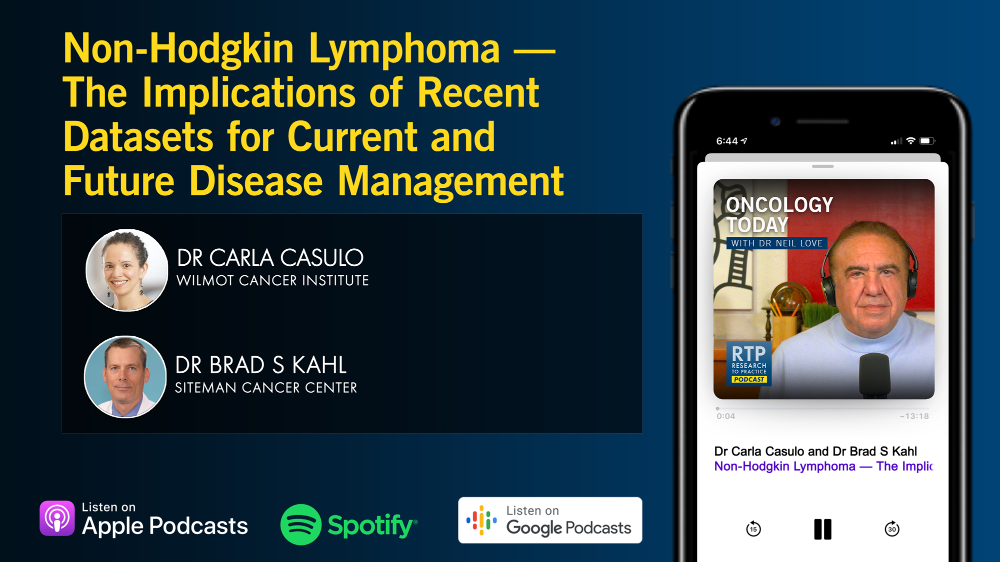 Non-Hodgkin Lymphoma —
The Implications of Recent
Datasets for Current and
Future Disease Management
DR CARLA CASULO
WILMOT CANCER INSTITUTE
DR BRAD S KAHL
SITEMAN CANCER CENTER
Listen on
Apple Podcasts
Spotify®
Listen on
Google Podcasts
6:44
ONCOLOGY
TODAY
WITH DR NEIL LOVE
RTP
RESEARCH
TO PRACTICE
PODCAST
0:04 −13:18
Dr Carla Casulo and Dr Brad S Kahl
Non-Hodgkin Lymphoma — The Implic
15 30